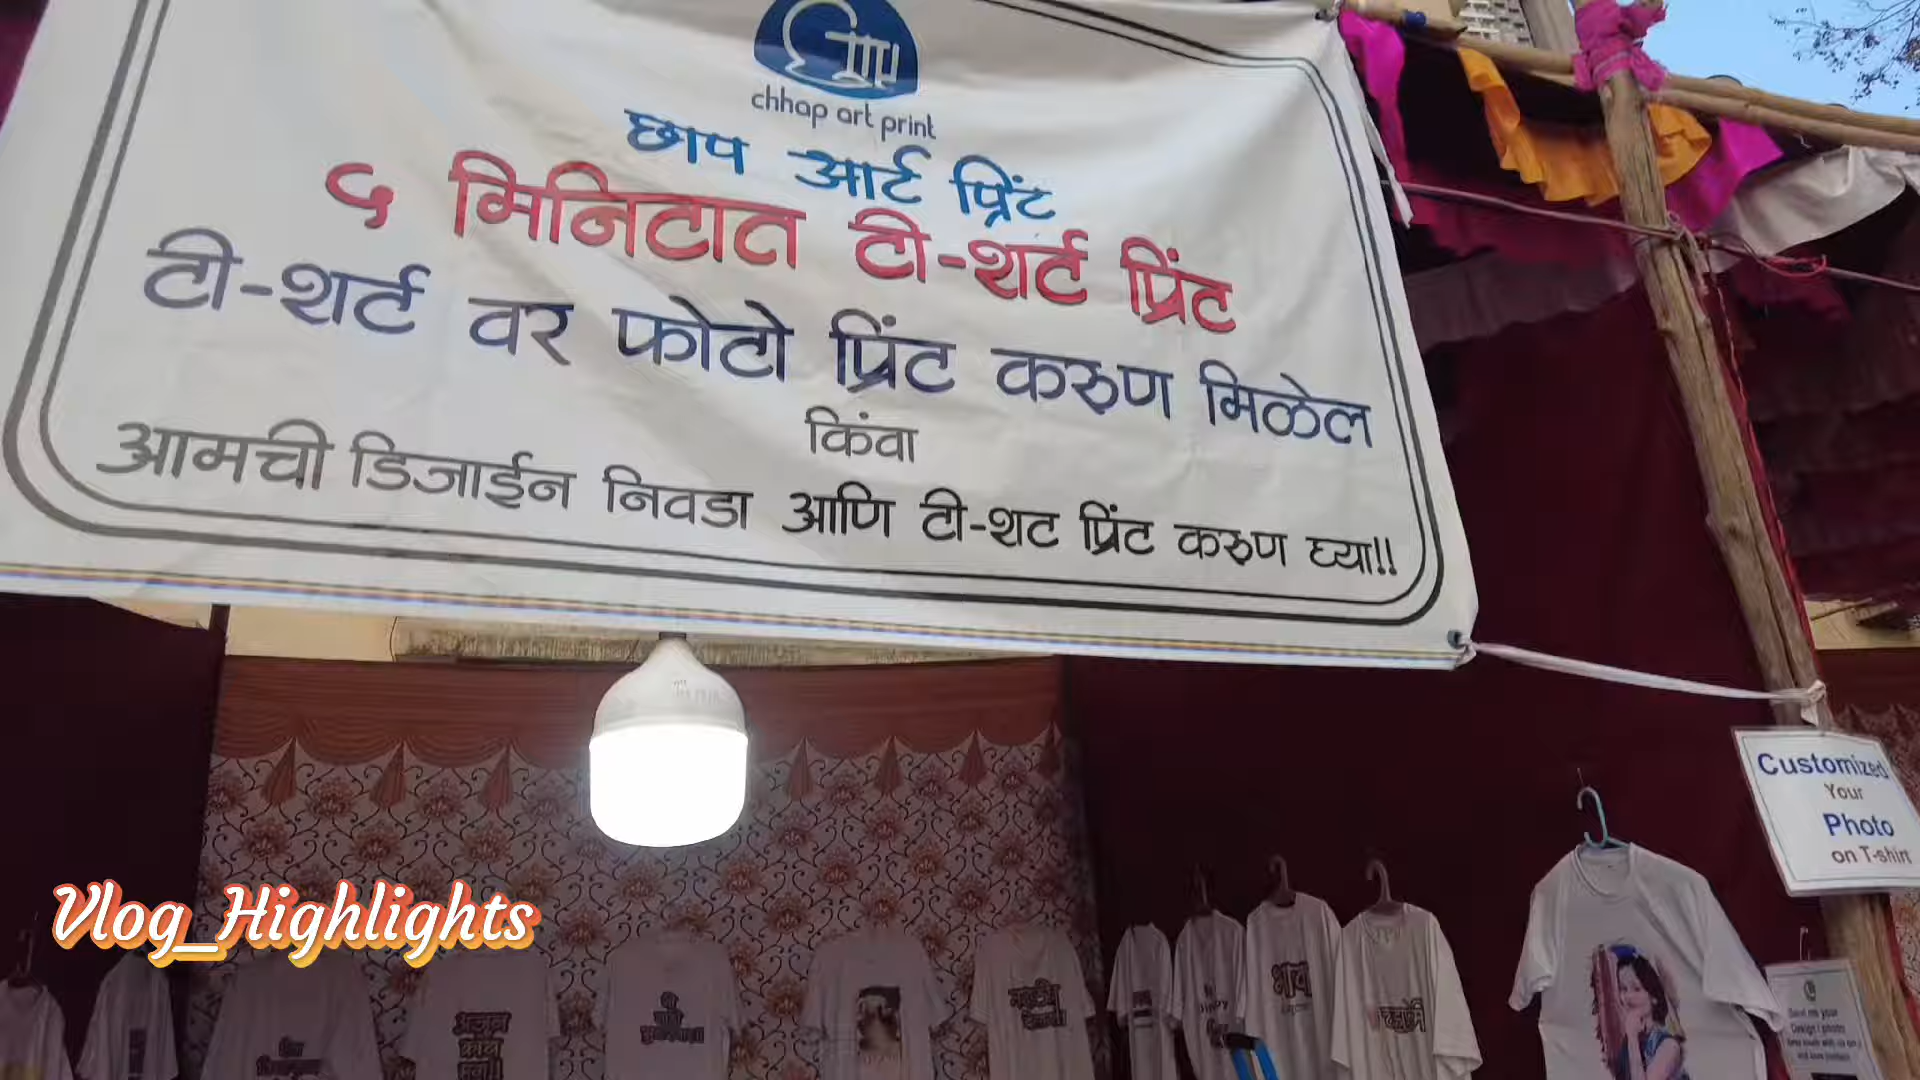 chhap art print
छाप आर्ट प्रिंट
५ मिनिटात टी-शर्ट प्रिंट
टी-शर्ट वर फोटो प्रिंट करुण मिळेल
किंवा
आमची डिजाईन निवडा आणि टी-शट प्रिंट करुण घ्या!!
Customized
Your
Photo
on T-shirt
Vlog_Highlights